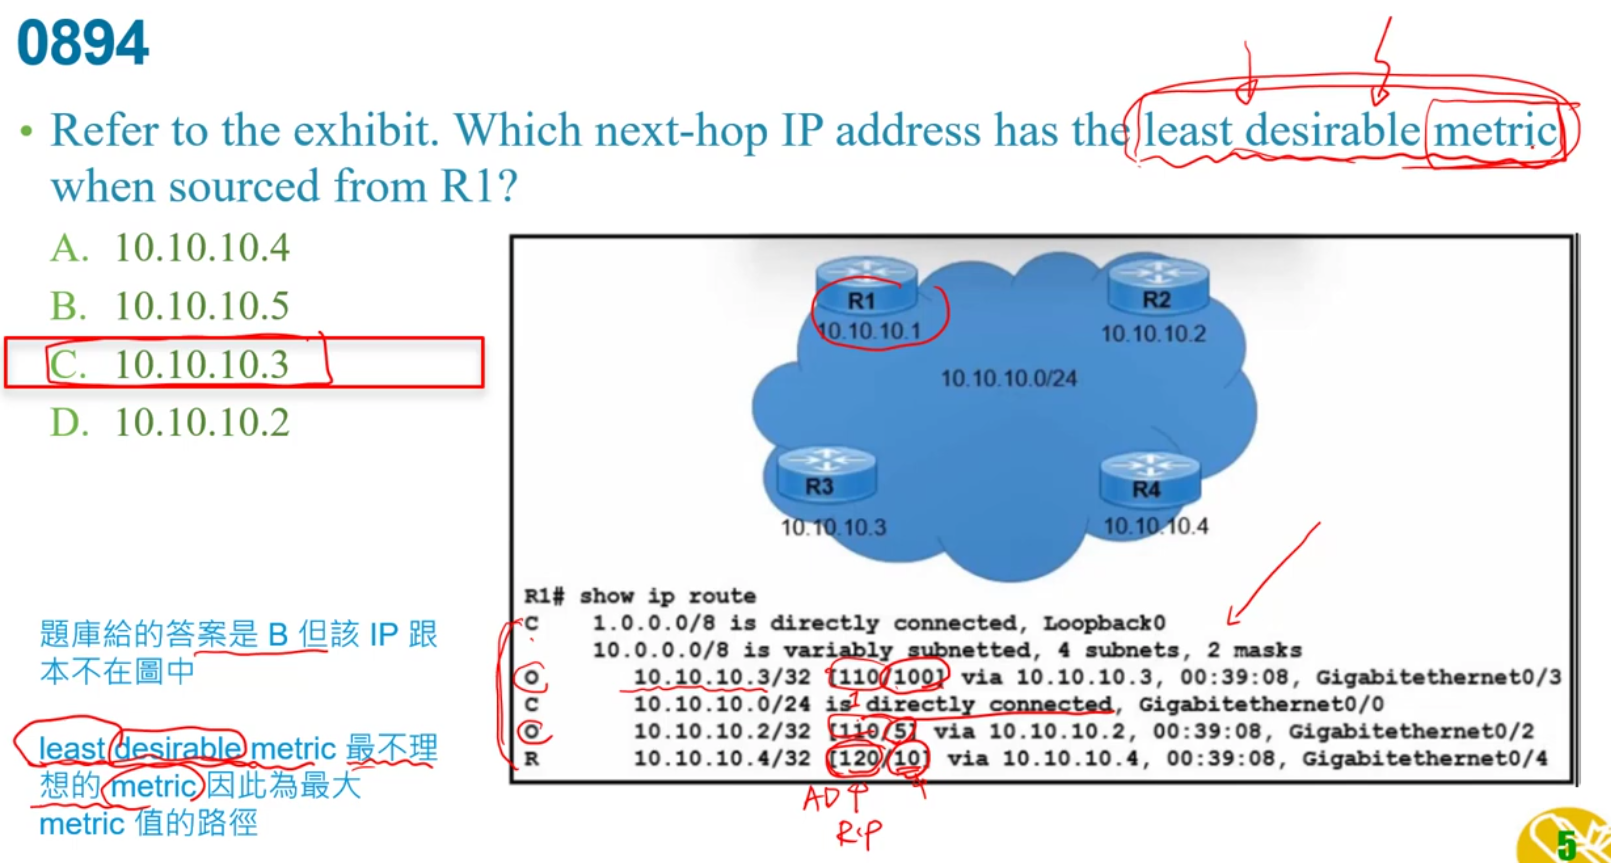 0894
• Refer to the exhibit. Which next-hop IP address has the least desirable metric
when sourced from R1?
A. 10.10.10.4
B. 10.10.10.5
C. 10.10.10.3
D. 10.10.10.2
R1
10.10.10.1
R2
10.10.10.2
10.10.10.0/24
R3
10.10.10.3
R4
10.10.10.4
R1# show ip route
C 1.0.0.0/8 is directly connected, Loopback0
10.0.0.0/8 is variably subnetted, 4 subnets, 2 masks
O 10.10.10.3/32 [110/100] via 10.10.10.3, 00:39:08, Gigabitethernet0/3
C 10.10.10.0/24 is directly connected, Gigabitethernet0/0
O 10.10.10.2/32 [110/5] via 10.10.10.2, 00:39:08, Gigabitethernet0/2
R 10.10.10.4/32 [120/10] via 10.10.10.4, 00:39:08, Gigabitethernet0/4
AD
RIP
題庫給的答案是 B 但該 IP 跟
本不在圖中
least desirable metric 最不理
想的 metric 因此為最大
metric 值的路徑
5